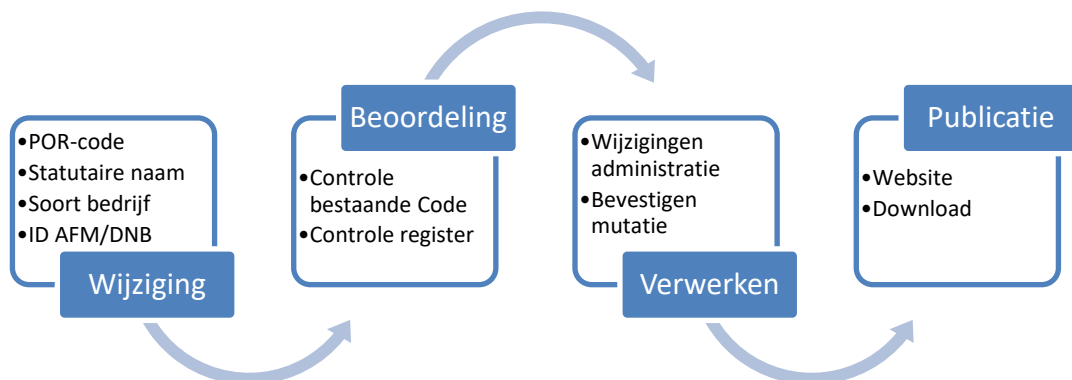 •POR-code
•Statutaire naam
•Soort bedrijf
•ID AFM/DNB
Wijziging
Beoordeling
•Controle
bestaande Code
•Controle register
•Wijzigingen
administratie
•Bevestigen
mutatie
Verwerken
Publicatie
•Website
•Download